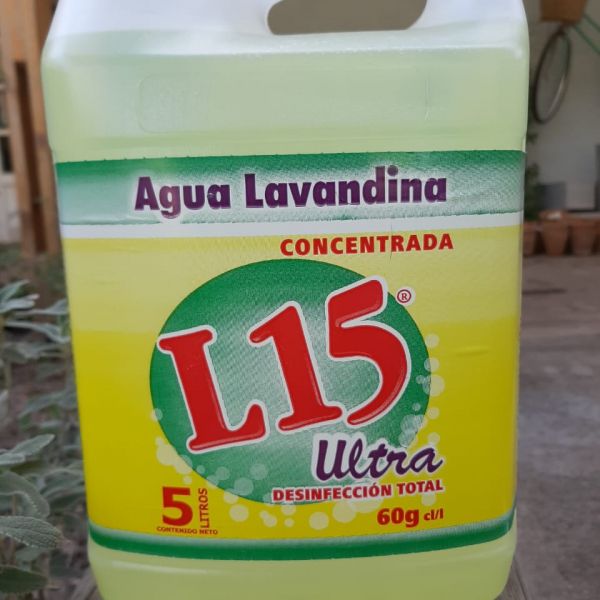 Agua Lavandina
CONCENTRADA
L15®
Ultra
DESINFECCIÓN TOTAL
5 LITROS
CONTENIDO NETO
60g cl/l